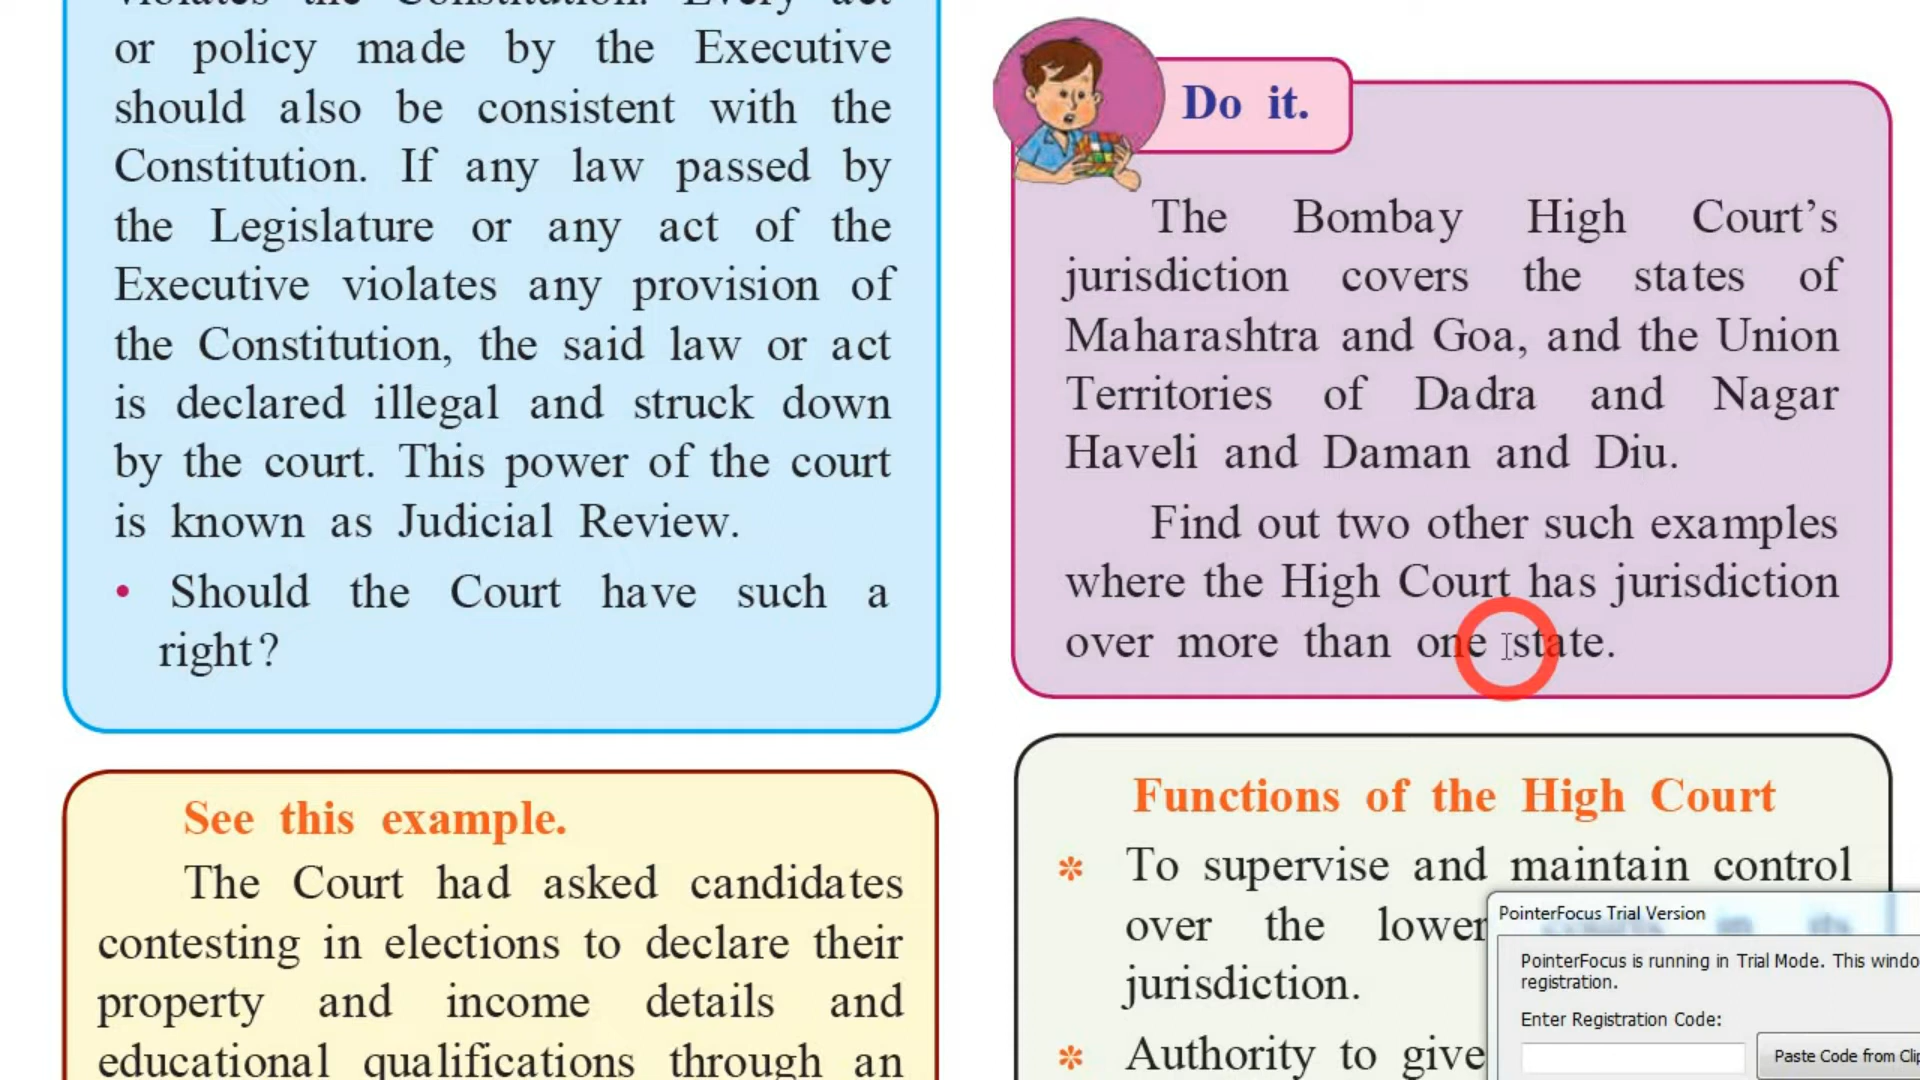 violates the Constitution. Every act
or policy made by the Executive
should also be consistent with the
Constitution. If any law passed by
the Legislature or any act of the
Executive violates any provision of
the Constitution, the said law or act
is declared illegal and struck down
by the court. This power of the court
is known as Judicial Review.
• Should the Court have such a
right?
See this example.
The Court had asked candidates
contesting in elections to declare their
property and income details and
educational qualifications through an
Do it.
The Bombay High Court’s
jurisdiction covers the states of
Maharashtra and Goa, and the Union
Territories of Dadra and Nagar
Haveli and Daman and Diu.
Find out two other such examples
where the High Court has jurisdiction
over more than one state.
Functions of the High Court
* To supervise and maintain control
over the lower
jurisdiction.
* Authority to give
PointerFocus Trial Version
PointerFocus is running in Trial Mode. This windo
registration.
Enter Registration Code:
Paste Code from Clip